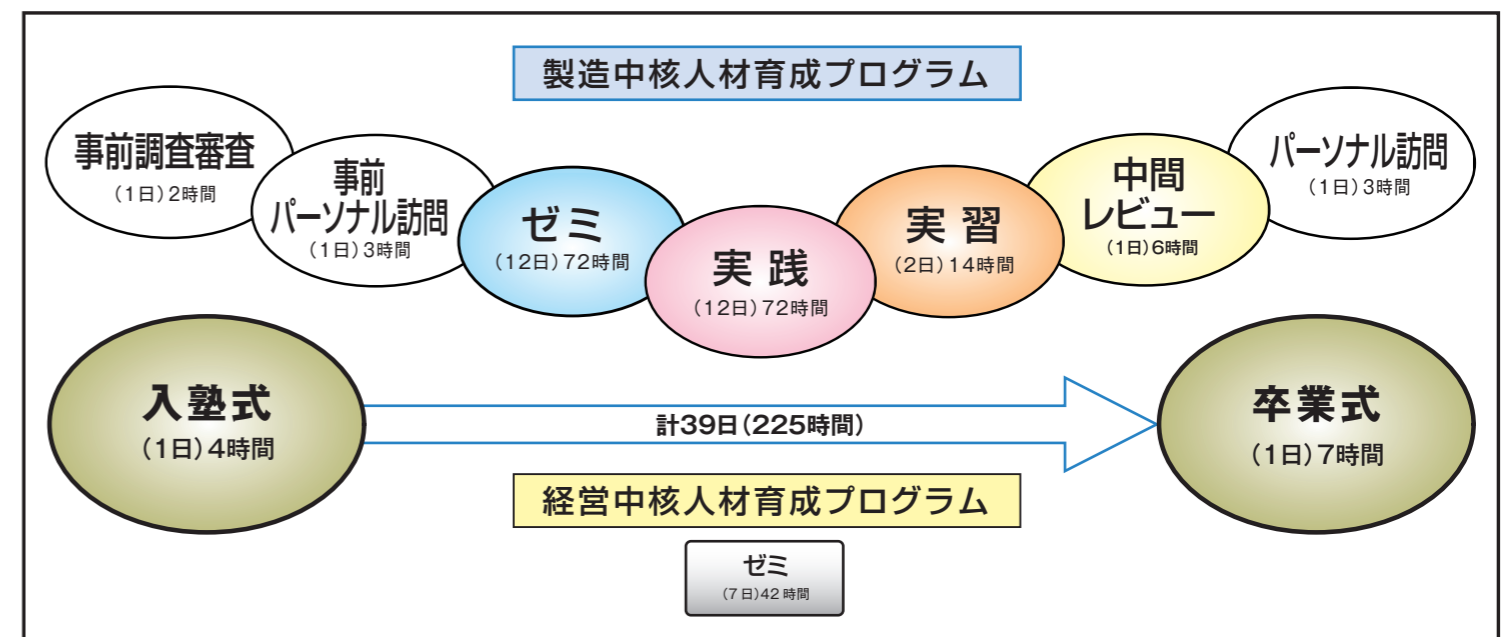 製造中核人材育成プログラム
事前調査審査
(1日)2時間
事前
パーソナル訪問
(1日)3時間
ゼミ
(12日)72時間
実践
(12日)72時間
実習
(2日)14時間
中間
レビュー
(1日)6時間
パーソナル訪問
(1日)3時間
入塾式
(1日)4時間
計39日(225時間)
卒業式
(1日)7時間
経営中核人材育成プログラム
ゼミ
(7日)42時間